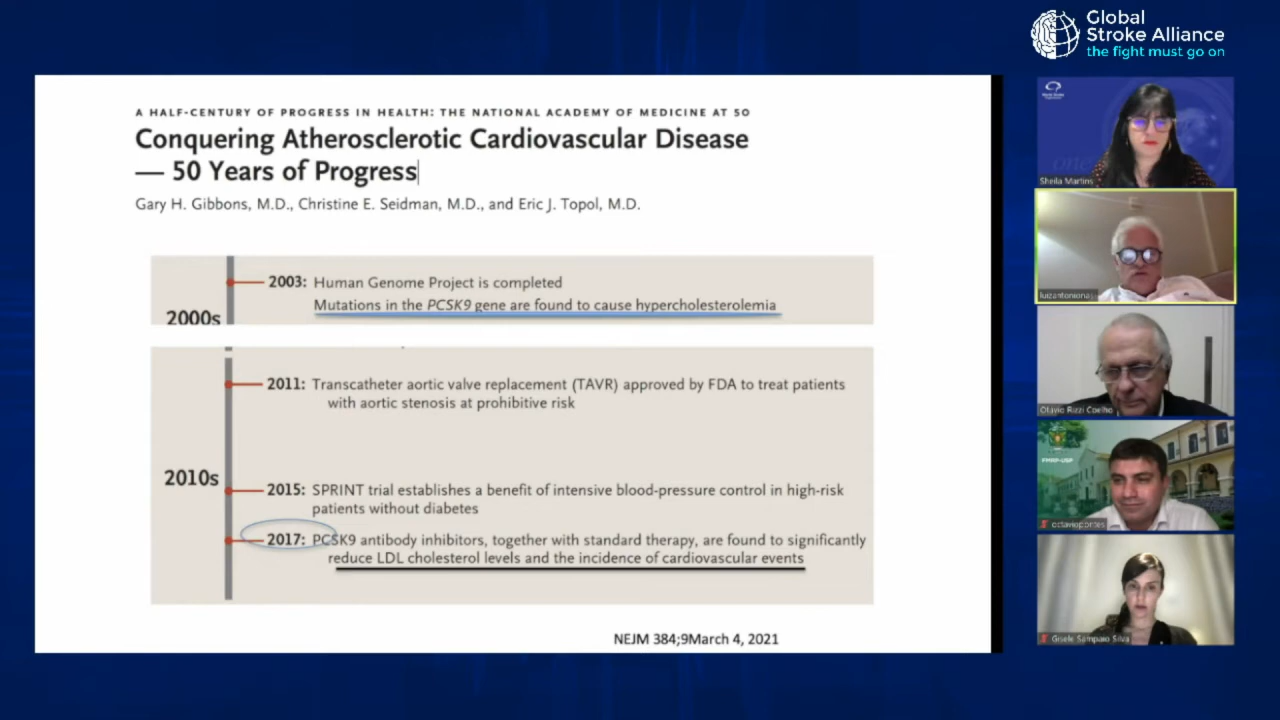 Global
Stroke Alliance
the fight must go on
A HALF-CENTURY OF PROGRESS IN HEALTH: THE NATIONAL ACADEMY OF MEDICINE AT 50
Conquering Atherosclerotic Cardiovascular Disease
— 50 Years of Progress
Gary H. Gibbons, M.D., Christine E. Seidman, M.D., and Eric J. Topol, M.D.
2000s
2003: Human Genome Project is completed
Mutations in the PCSK9 gene are found to cause hypercholesterolemia
2010s
2011: Transcatheter aortic valve replacement (TAVR) approved by FDA to treat patients
with aortic stenosis at prohibitive risk
2015: SPRINT trial establishes a benefit of intensive blood-pressure control in high-risk
patients without diabetes
2017: PCSK9 antibody inhibitors, together with standard therapy, are found to significantly
reduce LDL cholesterol levels and the incidence of cardiovascular events
NEJM 384;9March 4, 2021
Sheila Martins
Otavio Rizzi Coelho
FMRP-USP
octaviopontes
Gisele Sampaio Silva